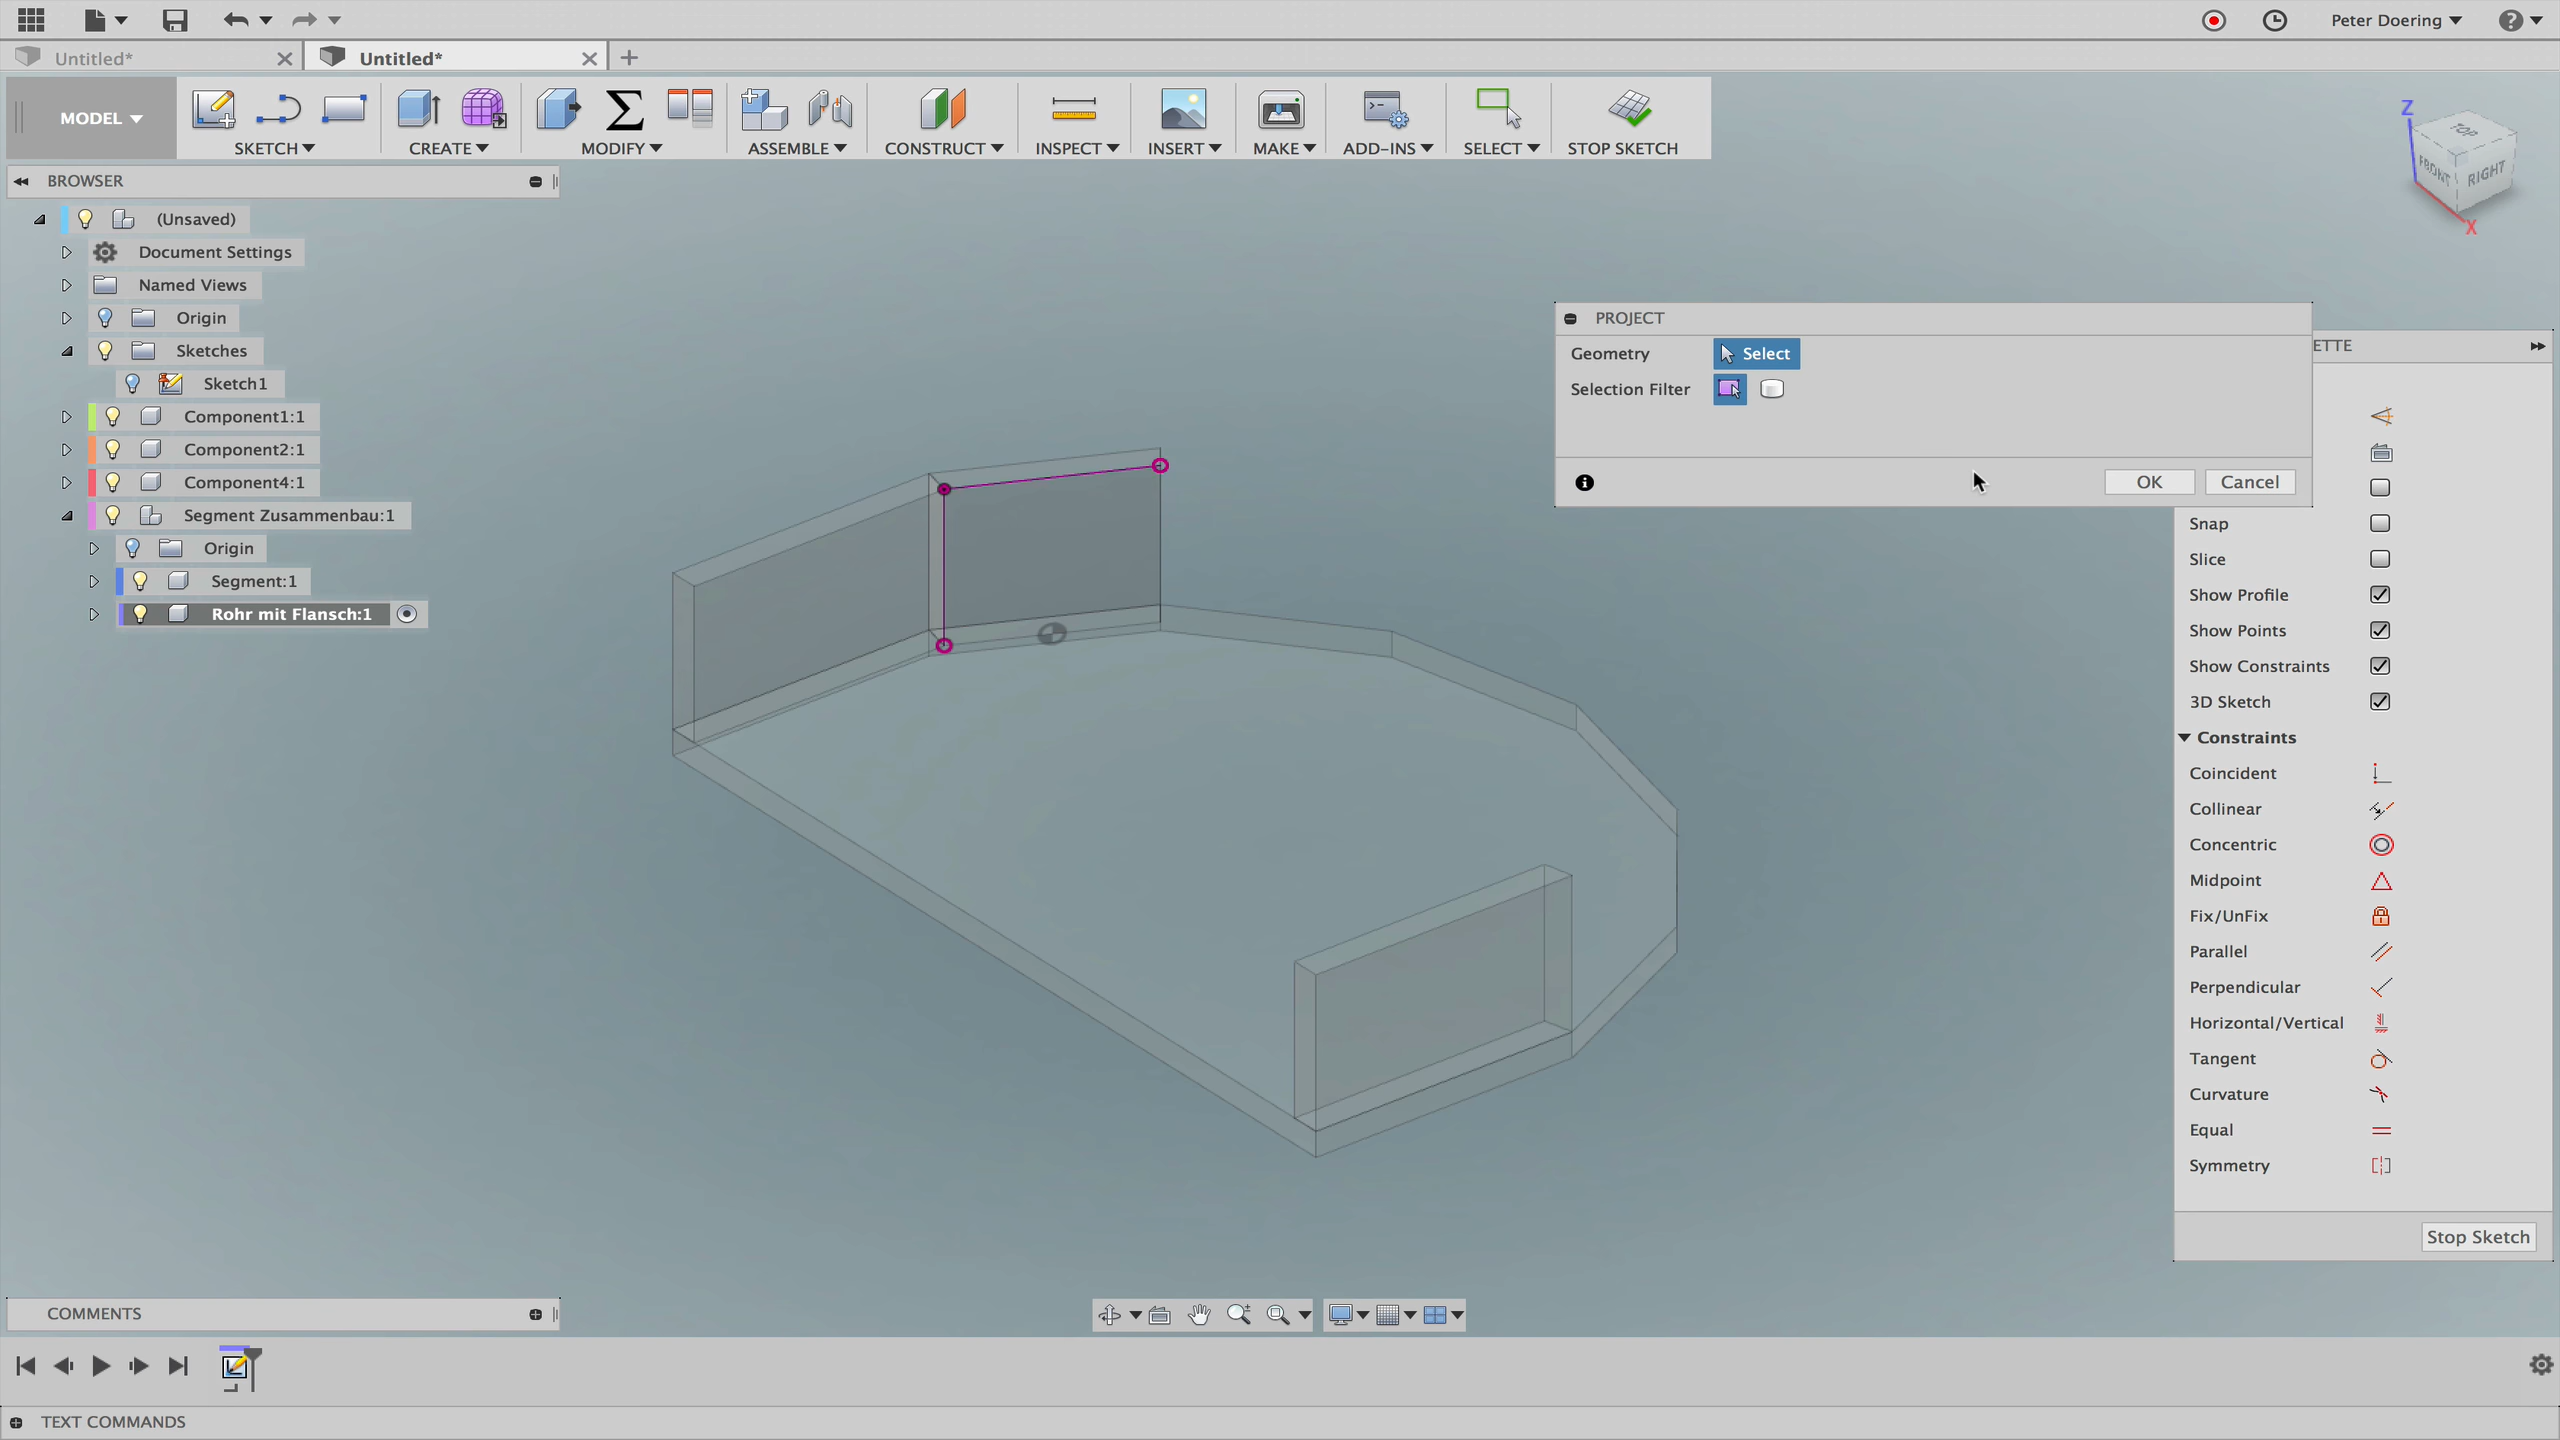 Peter Doering
Untitled*
Untitled*
MODEL
SKETCH
CREATE
MODIFY
ASSEMBLE
CONSTRUCT
INSPECT
INSERT
MAKE
ADD-INS
SELECT
STOP SKETCH
Z
TOP
FRONT
RIGHT
X
BROWSER
(Unsaved)
Document Settings
Named Views
Origin
Sketches
Sketch1
Component1:1
Component2:1
Component4:1
Segment Zusammenbau:1
Origin
Segment:1
Rohr mit Flansch:1
PROJECT
Geometry
Select
Selection Filter
OK
Cancel
ETTE
Snap
Slice
Show Profile
Show Points
Show Constraints
3D Sketch
Constraints
Coincident
Collinear
Concentric
Midpoint
Fix/UnFix
Parallel
Perpendicular
Horizontal/Vertical
Tangent
Curvature
Equal
Symmetry
Stop Sketch
COMMENTS
TEXT COMMANDS